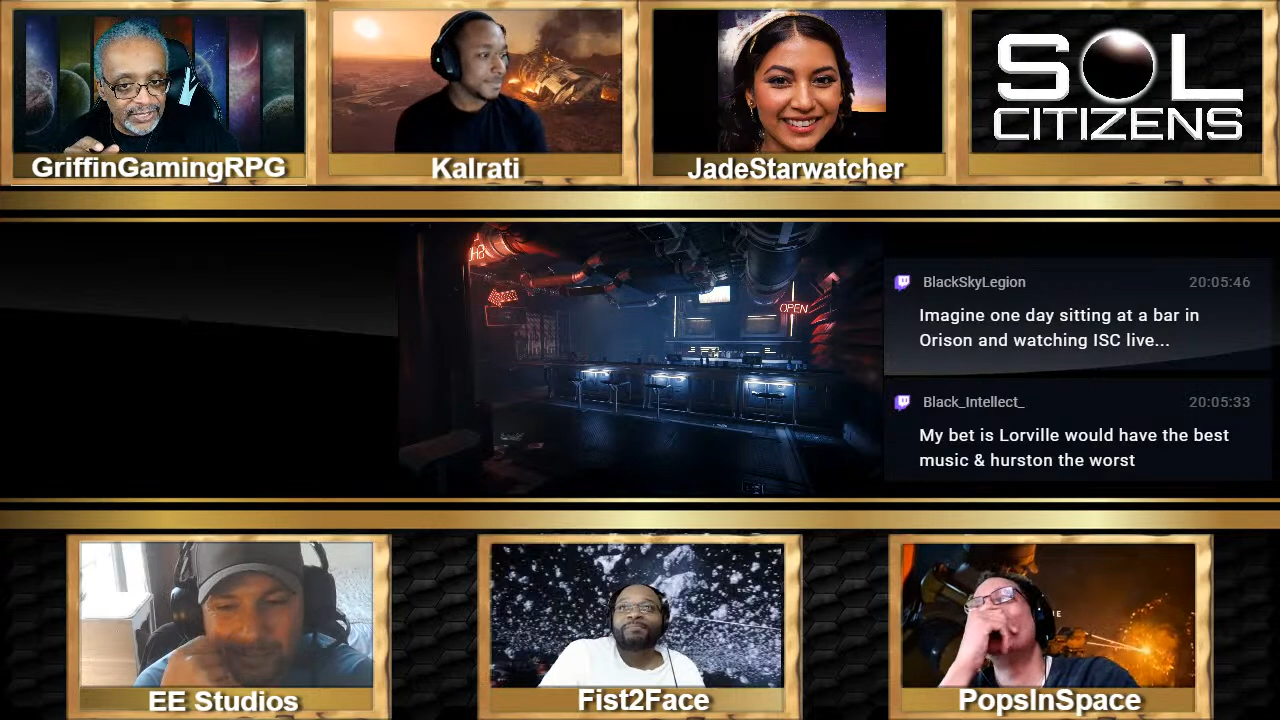 SOL
CITIZENS
GriffinGamingRPG
Kalrati
JadeStarwatcher
OPEN
BlackSkyLegion
20:05:46
Imagine one day sitting at a bar in
Orison and watching ISC live...
Black_Intellect_
20:05:33
My bet is Lorville would have the best
music & hurston the worst
EE Studios
Fist2Face
PopsInSpace